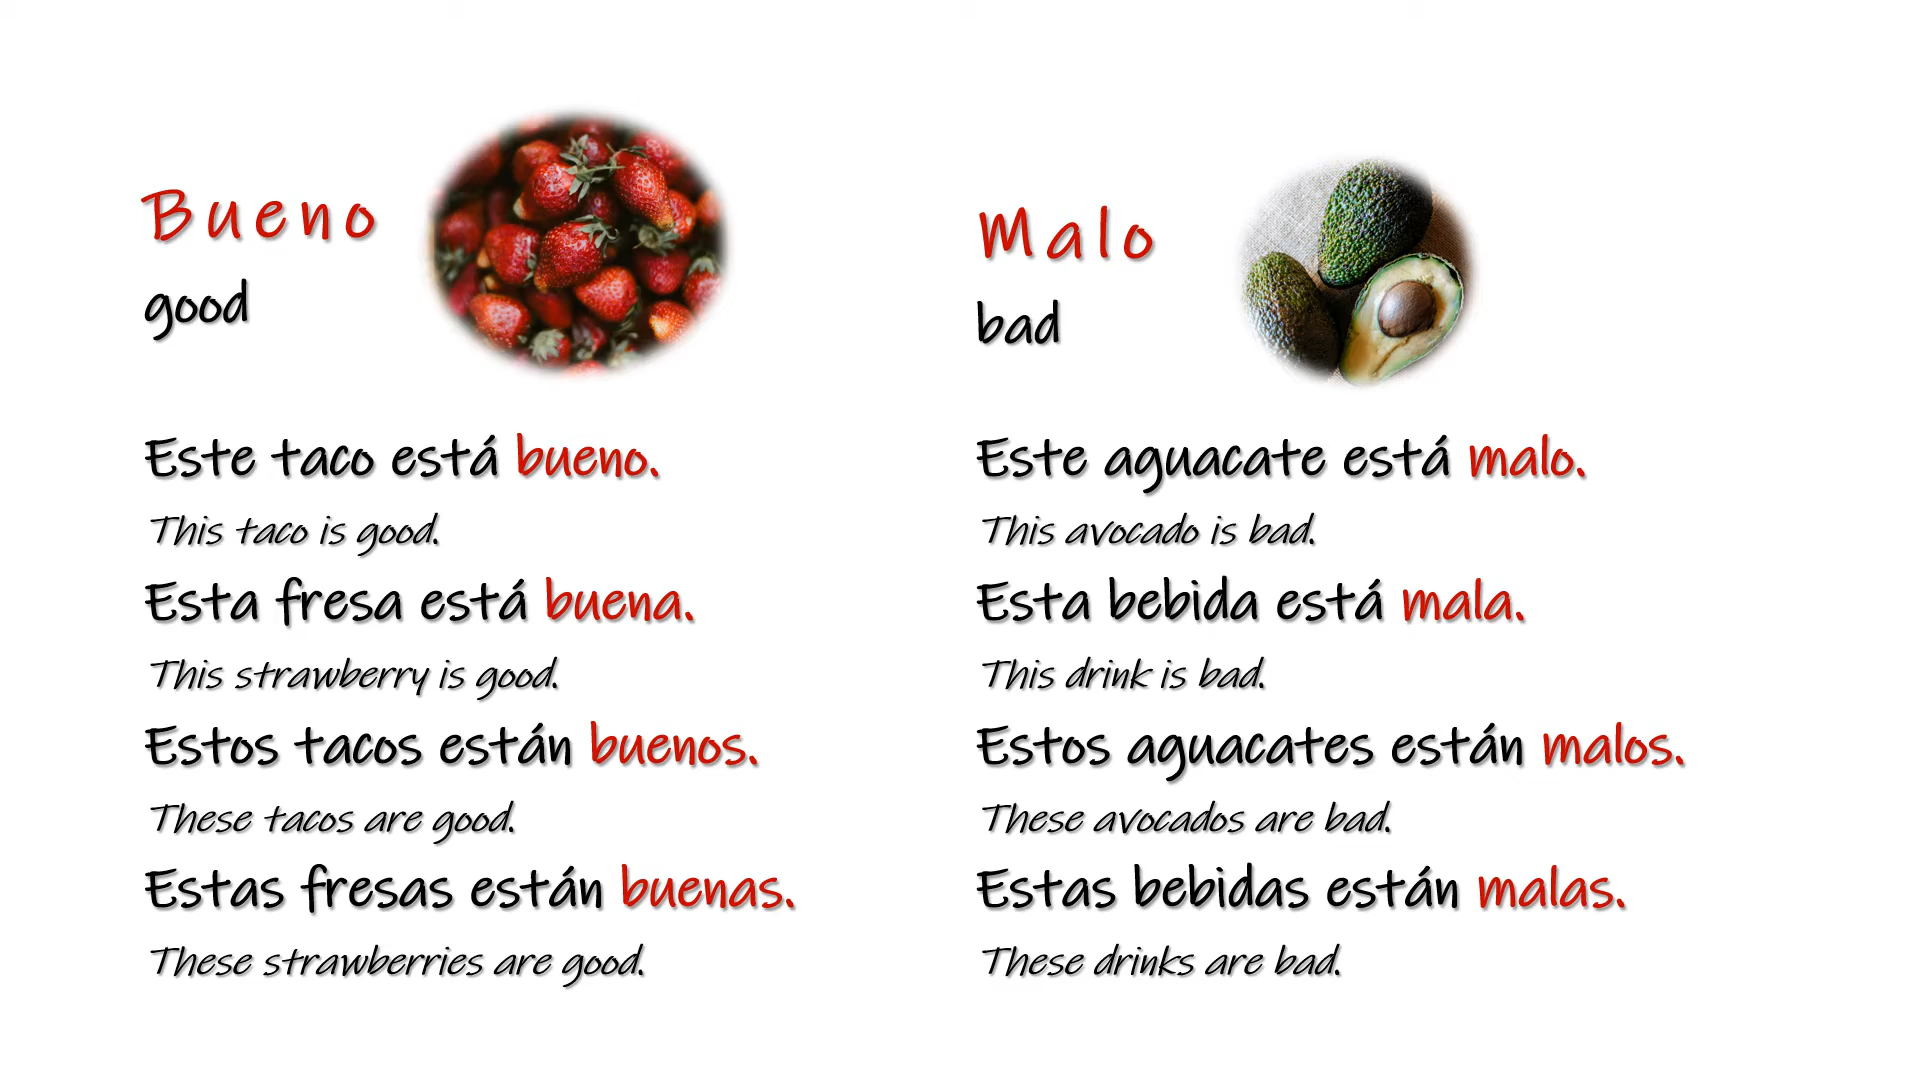 Bueno
good
Este taco está bueno.
This taco is good.
Esta fresa está buena.
This strawberry is good.
Estos tacos están buenos.
These tacos are good.
Estas fresas están buenas.
These strawberries are good.
Malo
bad
Este aguacate está malo.
This avocado is bad.
Esta bebida está mala.
This drink is bad.
Estos aguacates están malos.
These avocados are bad.
Estas bebidas están malas.
These drinks are bad.